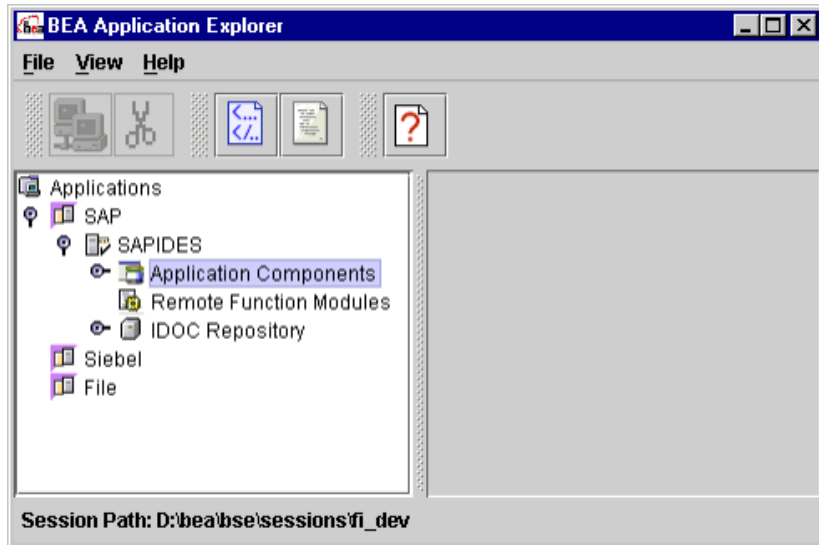 BEA Application Explorer
File View Help
<...
</..
?
Applications
SAP
SAPIDES
Application Components
Remote Function Modules
IDOC Repository
Siebel
File
Session Path: D:\bea\bse\sessions\fi_dev